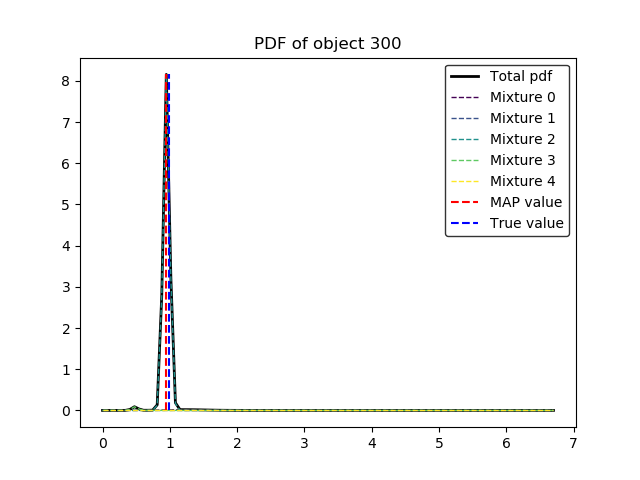 PDF of object 300
Total pdf
Mixture 0
Mixture 1
Mixture 2
Mixture 3
Mixture 4
MAP value
True value
8
7
6
5
4
3
2
1
0
0 1 2 3 4 5 6 7